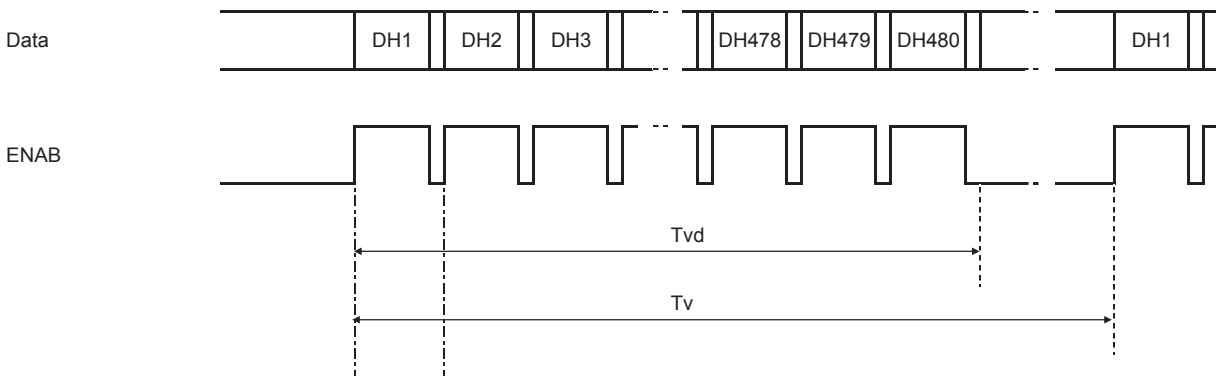 Data
DH1 DH2 DH3 DH478 DH479 DH480 DH1
ENAB
Tvd
Tv